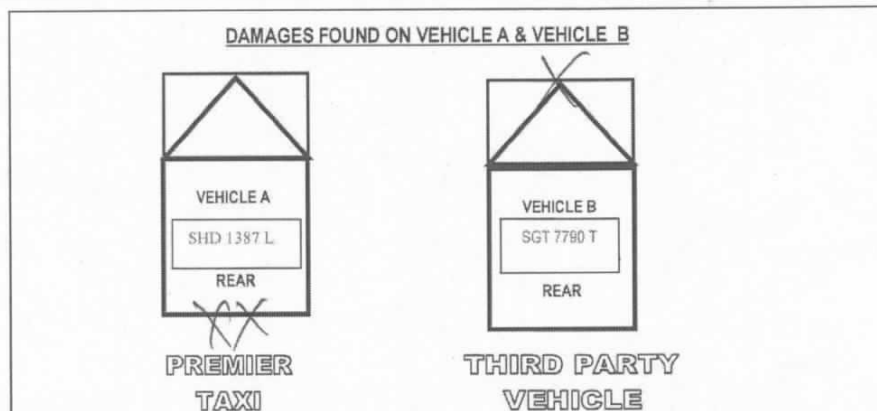 DAMAGES FOUND ON VEHICLE A & VEHICLE B
VEHICLE A
SHD 1387 L
REAR
PREMIER
TAXI
VEHICLE B
SGT 7790 T
REAR
THIRD PARTY
VEHICLE